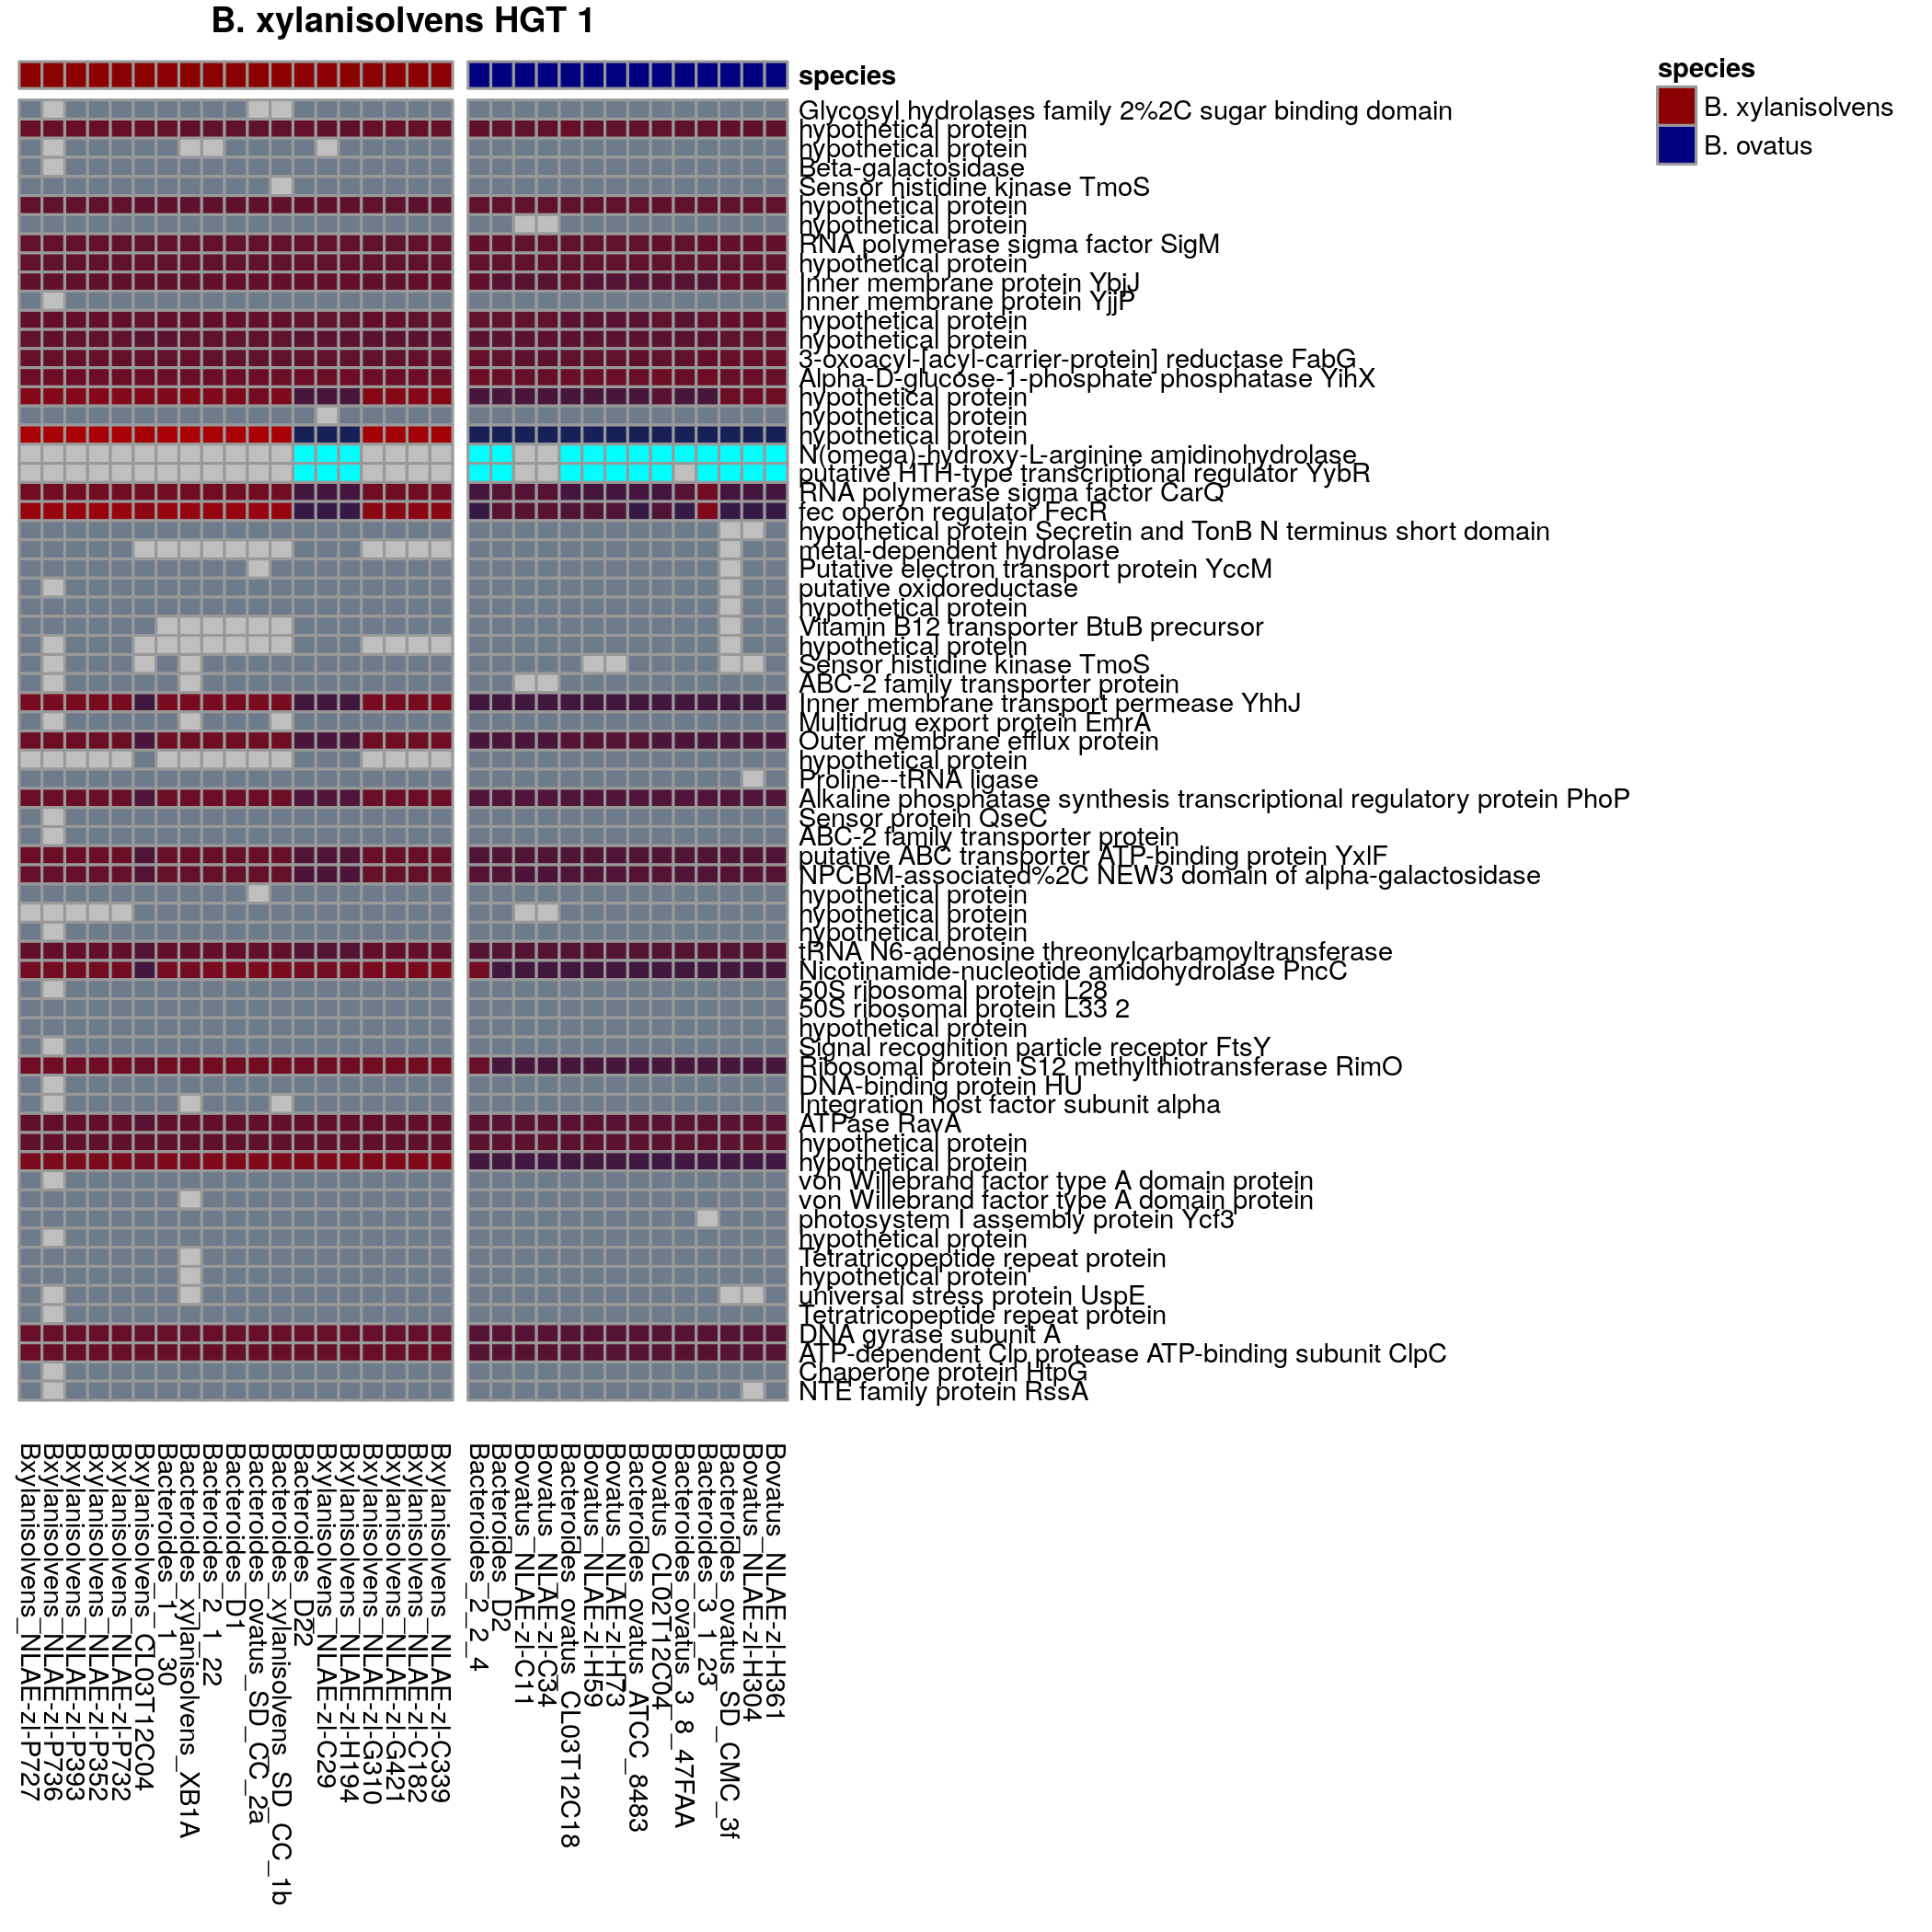 B. xylanisolvens HGT 1
species
species
B. xylanisolvens
B. ovatus
Glycosyl hydrolases family 2%2C sugar binding domain
hypothetical protein
hypothetical protein
Beta-galactosidase
Sensor histidine kinase TmoS
hypothetical protein
hypothetical protein
RNA polymerase sigma factor SigM
hypothetical protein
Inner membrane protein YbjJ
Inner membrane protein YjjP
hypothetical protein
hypothetical protein
3-oxoacyl-[acyl-carrier-protein] reductase FabG
Alpha-D-glucose-1-phosphate phosphatase YihX
hypothetical protein
hypothetical protein
hypothetical protein
N(omega)-hydroxy-L-arginine amidinohydrolase
putative HTH-type transcriptional regulator YybR
RNA polymerase sigma factor CarQ
fec operon regulator FecR
hypothetical protein Secretin and TonB N terminus short domain
metal-dependent hydrolase
Putative electron transport protein YccM
putative oxidoreductase
hypothetical protein
Vitamin B12 transporter BtuB precursor
hypothetical protein
Sensor histidine kinase TmoS
ABC-2 family transporter protein
Inner membrane transport permease YhhJ
Multidrug export protein EmrA
Outer membrane efflux protein
hypothetical protein
Proline--tRNA ligase
Alkaline phosphatase synthesis transcriptional regulatory protein PhoP
Sensor protein QseC
ABC-2 family transporter protein
putative ABC transporter ATP-binding protein YxlF
NPCBM-associated%2C NEW3 domain of alpha-galactosidase
hypothetical protein
hypothetical protein
hypothetical protein
tRNA N6-adenosine threonylcarbamoyltransferase
Nicotinamide-nucleotide amidohydrolase PncC
50S ribosomal protein L28
50S ribosomal protein L33 2
hypothetical protein
Signal recognition particle receptor FtsY
Ribosomal protein S12 methylthiotransferase RimO
DNA-binding protein HU
Integration host factor subunit alpha
ATPase RavA
hypothetical protein
hypothetical protein
von Willebrand factor type A domain protein
von Willebrand factor type A domain protein
photosystem I assembly protein Ycf3
hypothetical protein
Tetratricopeptide repeat protein
hypothetical protein
universal stress protein UspE
Tetratricopeptide repeat protein
DNA gyrase subunit A
ATP-dependent Clp protease ATP-binding subunit ClpC
Chaperone protein HtpG
NTE family protein RssA
Bxylanisolvens_NLAE-zl-P727
Bxylanisolvens_NLAE-zl-P736
Bxylanisolvens_NLAE-zl-P393
Bxylanisolvens_NLAE-zl-P352
Bxylanisolvens_NLAE-zl-P732
Bxylanisolvens_CL03T12C04
Bacteroides_1_1_30
Bacteroides_xylanisolvens_XB1A
Bacteroides_2_1_22
Bacteroides_D1
Bacteroides_ovatus_SD_CC_2a
Bacteroides_xylanisolvens_SD_CC_1b
Bacteroides_D22
Bxylanisolvens_NLAE-zl-C29
Bxylanisolvens_NLAE-zl-H194
Bxylanisolvens_NLAE-zl-G310
Bxylanisolvens_NLAE-zl-G421
Bxylanisolvens_NLAE-zl-C182
Bxylanisolvens_NLAE-zl-C339
Bacteroides_2_2_4
Bacteroides_D2
Bovatus_NLAE-zl-C11
Bovatus_NLAE-zl-C34
Bacteroides_ovatus_CL03T12C18
Bovatus_NLAE-zl-H59
Bovatus_NLAE-zl-H73
Bacteroides_ovatus_ATCC_8483
Bovatus_CL02T12C04
Bacteroides_ovatus_3_8_47FAA
Bacteroides_3_1_23
Bacteroides_ovatus_SD_CMC_3f
Bovatus_NLAE-zl-H304
Bovatus_NLAE-zl-H361